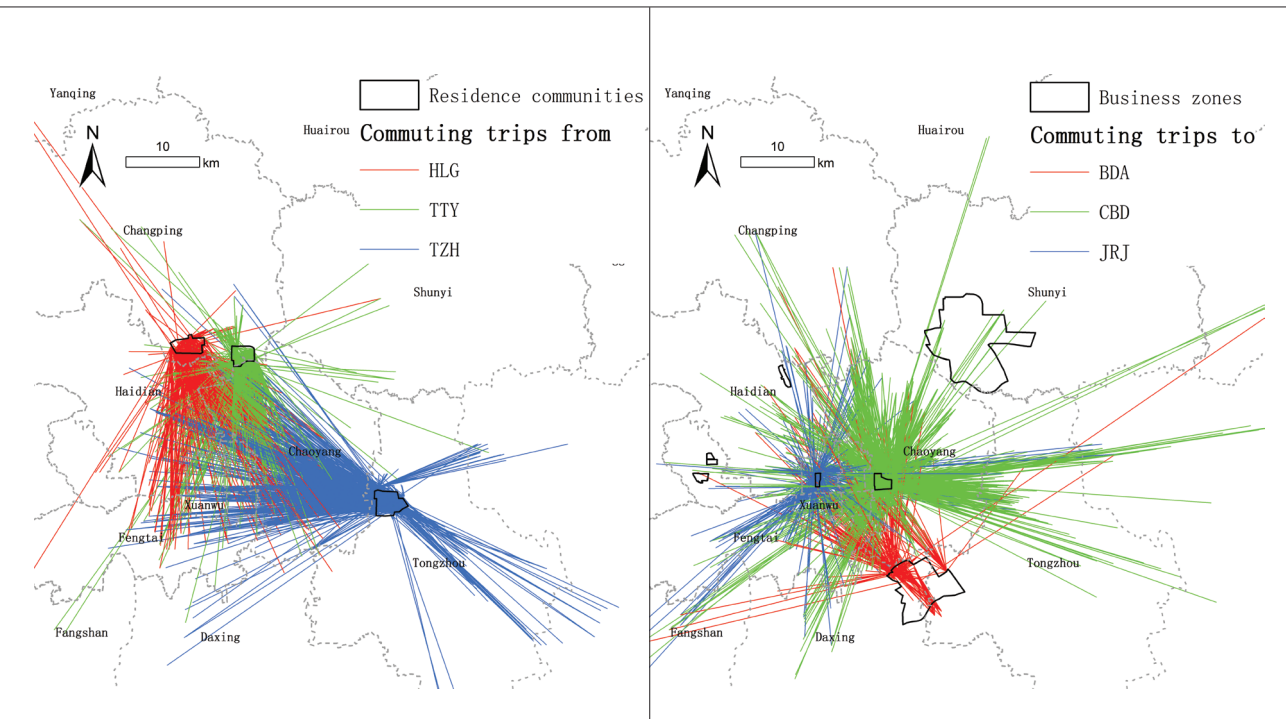 Yanqing
Residence communities
Huairou
Commuting trips from
N
10
km
HLG
TTY
Changping
TZH
Shunyi
Haidian
Chaoyang
Xuanwu
Fengtai
Tongzhou
Fangshan
Daxing
Yanqing
Business zones
Huairou
Commuting trips to
N
10
km
BDA
CBD
Changping
JRJ
Shunyi
Haidian
Chaoyang
Xuanwu
Fengtai
Tongzhou
Fangshan
Daxing